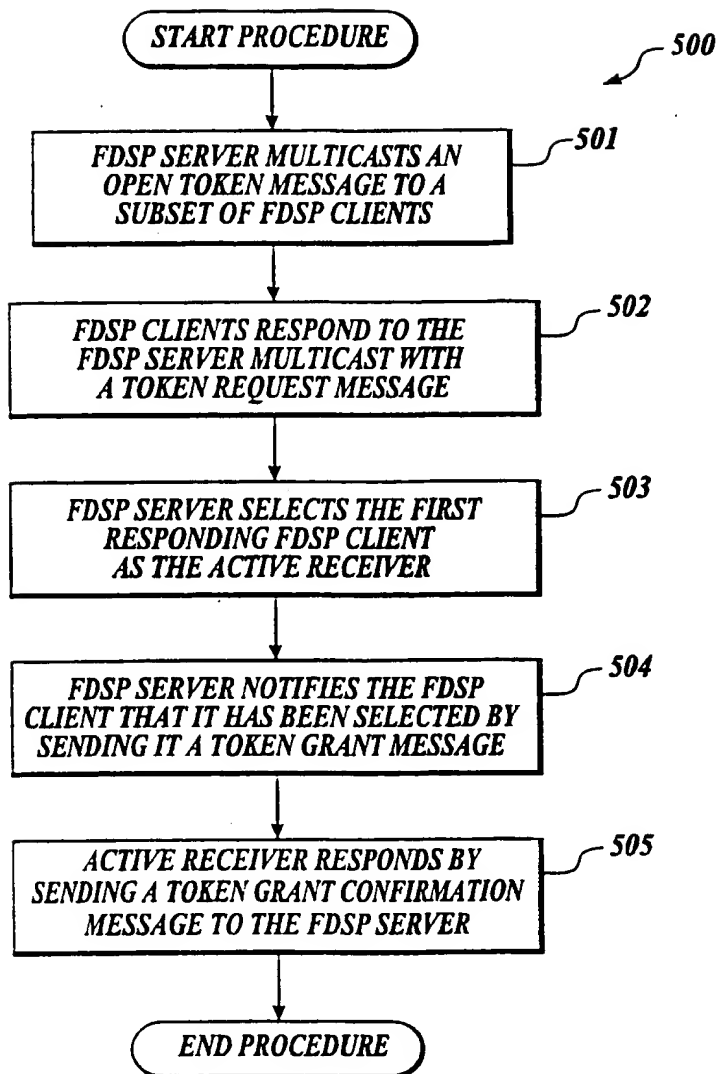 START PROCEDURE
500
501
FDSP SERVER MULTICASTS AN
OPEN TOKEN MESSAGE TO A
SUBSET OF FDSP CLIENTS
502
FDSP CLIENTS RESPOND TO THE
FDSP SERVER MULTICAST WITH
A TOKEN REQUEST MESSAGE
503
FDSP SERVER SELECTS THE FIRST
RESPONDING FDSP CLIENT
AS THE ACTIVE RECEIVER
504
FDSP SERVER NOTIFIES THE FDSP
CLIENT THAT IT HAS BEEN SELECTED BY
SENDING IT A TOKEN GRANT MESSAGE
505
ACTIVE RECEIVER RESPONDS BY
SENDING A TOKEN GRANT CONFIRMATION
MESSAGE TO THE FDSP SERVER
END PROCEDURE